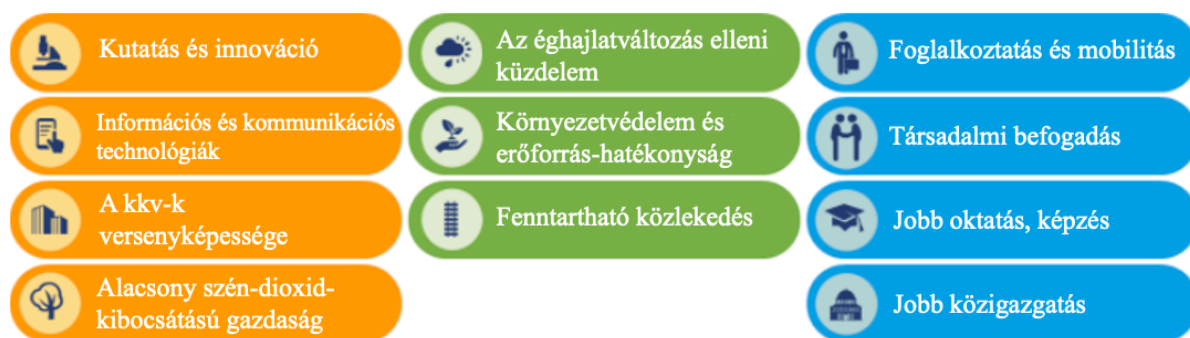 Kutatás és innováció
Információs és kommunikációs
technológiák
A kkv-k
versenyképessége
Alacsony szén-dioxid-
kibocsátású gazdaság
Az éghajlatváltozás elleni
küzdelem
Környezetvédelem és
erőforrás-hatékonyság
Fenntartható közlekedés
Foglalkoztatás és mobilitás
Társadalmi befogadás
Jobb oktatás, képzés
Jobb közigazgatás